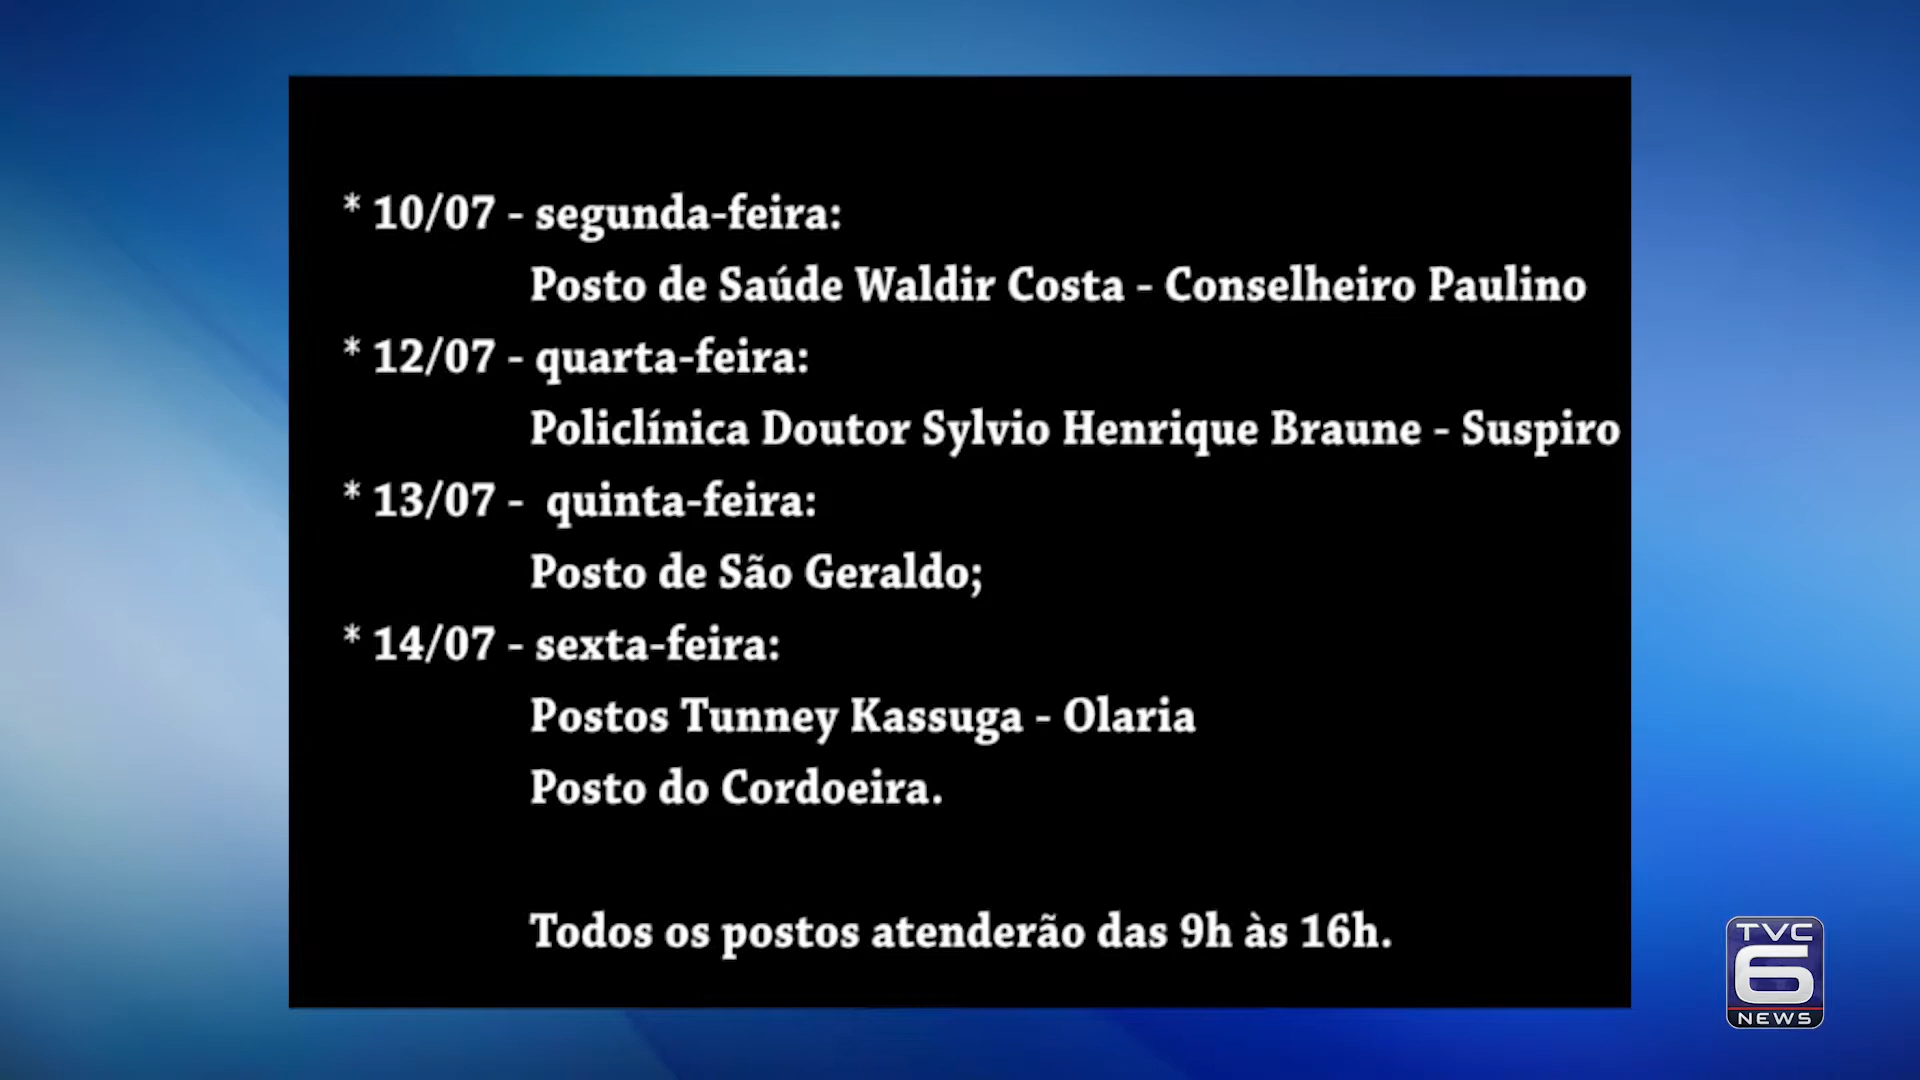 * 10/07 - segunda-feira:
Posto de Saúde Waldir Costa - Conselheiro Paulino
* 12/07 - quarta-feira:
Policlínica Doutor Sylvio Henrique Braune - Suspiro
* 13/07 - quinta-feira:
Posto de São Geraldo;
* 14/07 - sexta-feira:
Postos Tunney Kassuga - Olaria
Posto do Cordoeira.
Todos os postos atenderão das 9h às 16h.
TVC
6
NEWS